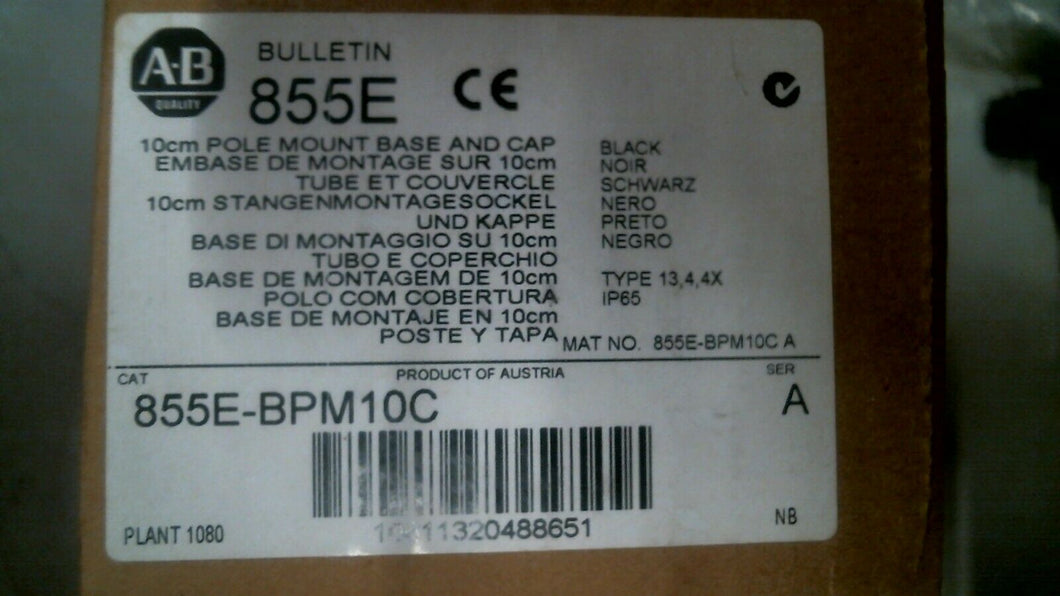 A-B
QUALITY
BULLETIN
855E
CE
10cm POLE MOUNT BASE AND CAP
EMBASE DE MONTAGE SUR 10cm
TUBE ET COUVERCLE
10cm STANGENMONTAGESOCKEL
UND KAPPE
BASE DI MONTAGGIO SU 10cm
TUBO E COPERCHIO
BASE DE MONTAGEM DE 10cm
POLO COM COBERTURA
BASE DE MONTAJE EN 10cm
POSTE Y TAPA
BLACK
NOIR
SCHWARZ
NERO
PRETO
NEGRO
TYPE 13,4,4X
IP65
MAT NO. 855E-BPM10C A
CAT
PRODUCT OF AUSTRIA
SER
855E-BPM10C
A
PLANT 1080
NB